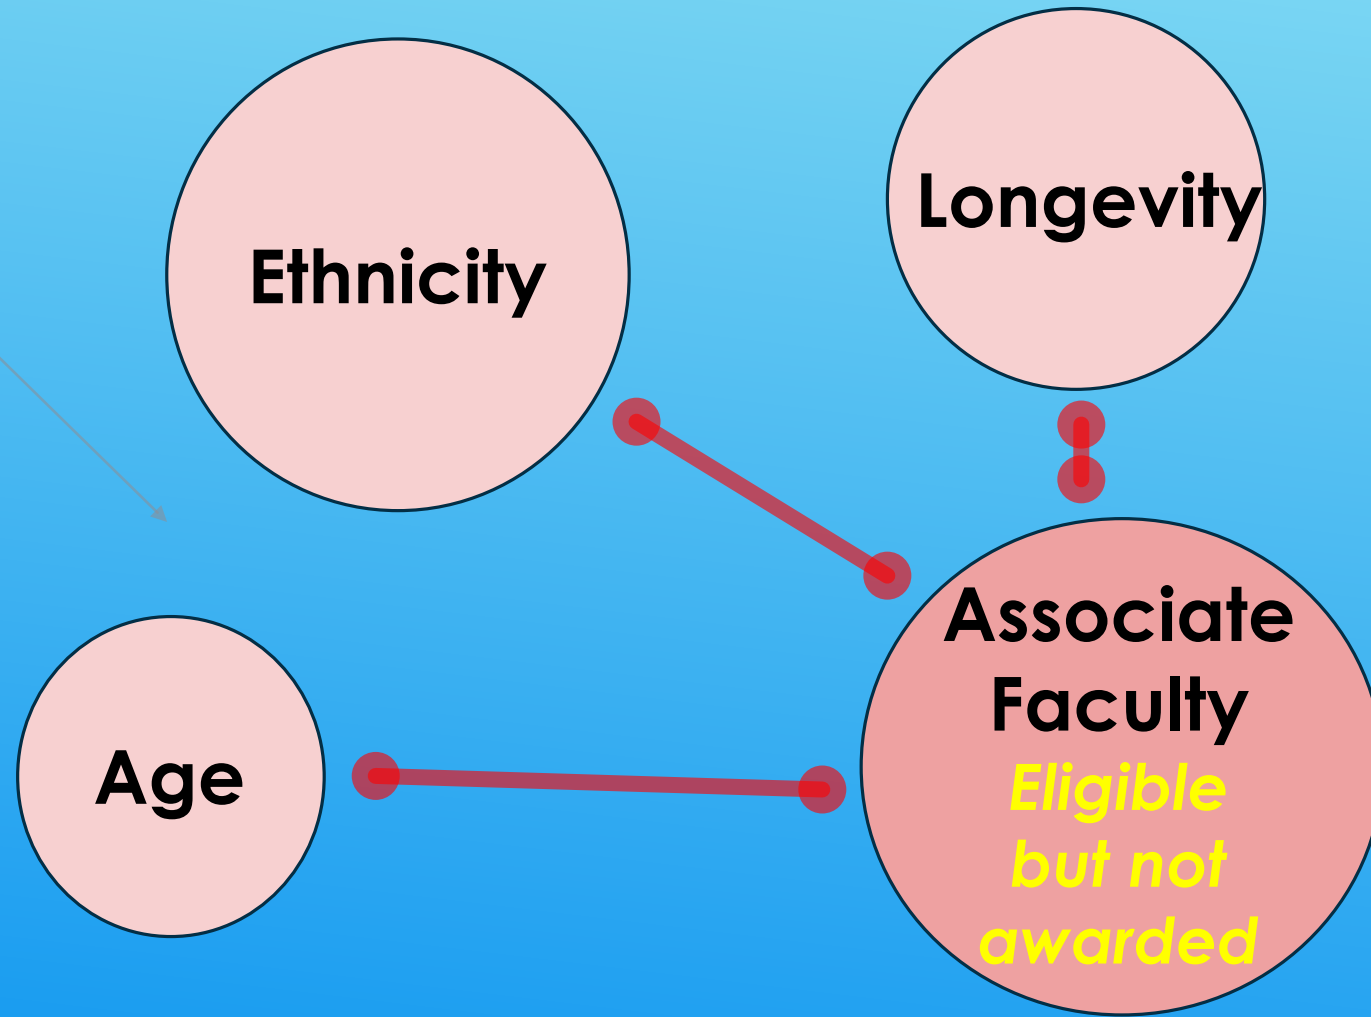 Ethnicity
Longevity
Age
Associate
Faculty
Eligible
but not
awarded